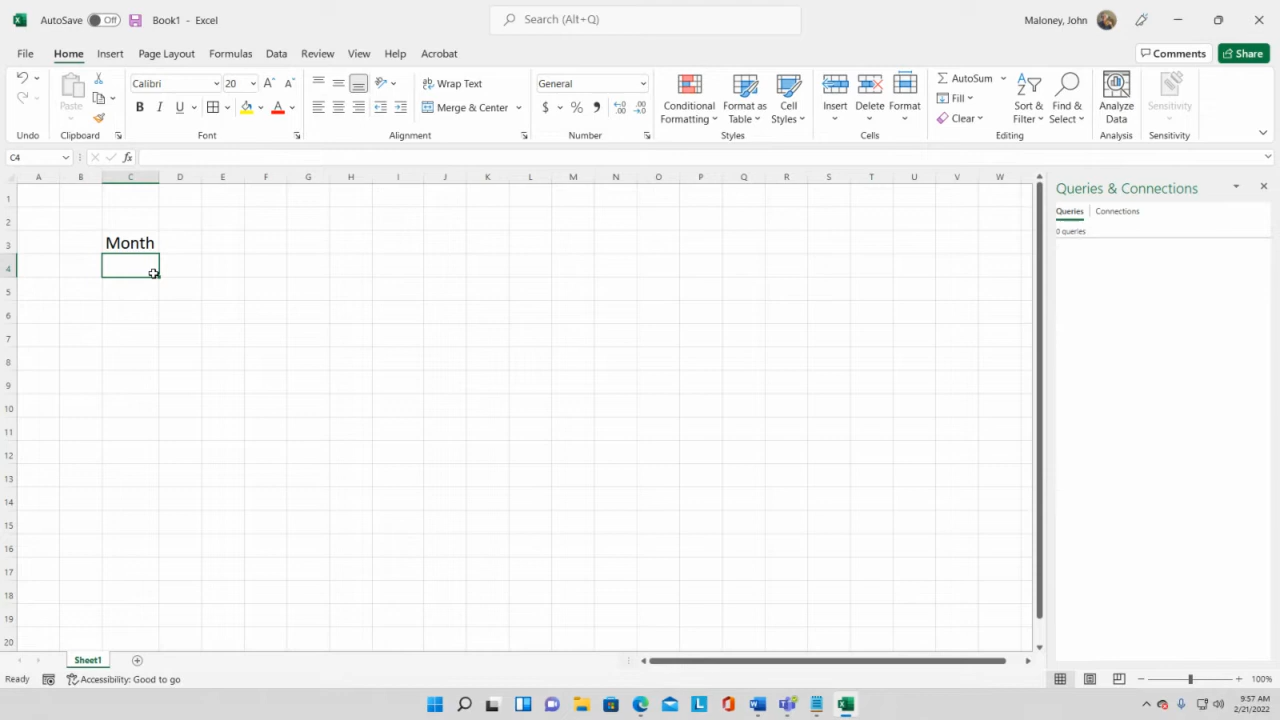 AutoSave Off Book1 - Excel Search (Alt+Q) Maloney, John
File Home Insert Page Layout Formulas Data Review View Help Acrobat Comments Share
Calibri 20 Wrap Text General AutoSum
Paste Conditional Formatting Format as Table Cell Styles Insert Delete Format Fill Sort & Filter Find & Select Analyze Data Sensitivity
B I U Merge & Center $ % Clear
Undo Clipboard Font Alignment Number Styles Cells Editing Analysis Sensitivity
C4 fx
A B C D E F G H I J K L M N O P Q R S T U V W
Queries & Connections
Queries Connections
0 queries
1
2
3 Month
4
5
6
7
8
9
10
11
12
13
14
15
16
17
18
19
20
Sheet1
Ready Accessibility: Good to go 100%
9:57 AM
2/21/2022